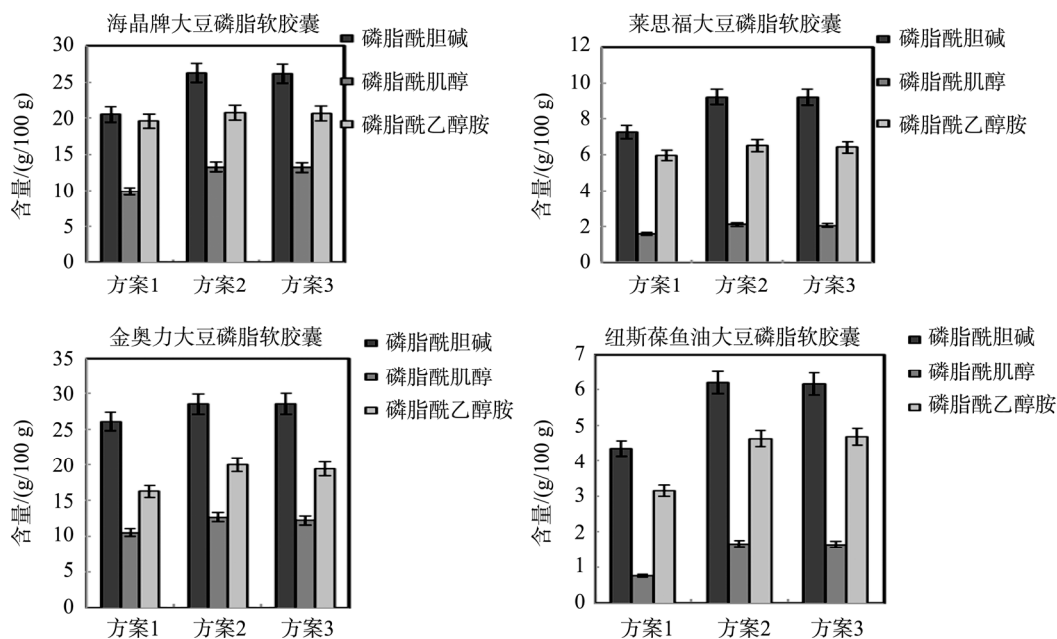 海晶牌大豆磷脂软胶囊
含量/(g/100 g)
30
25
20
15
10
5
0
方案1
方案2
方案3
磷脂酰胆碱
磷脂酰肌醇
磷脂酰乙醇胺
莱思福大豆磷脂软胶囊
含量/(g/100 g)
12
10
8
6
4
2
0
方案1
方案2
方案3
磷脂酰胆碱
磷脂酰肌醇
磷脂酰乙醇胺
金奥力大豆磷脂软胶囊
含量/(g/100 g)
35
30
25
20
15
10
5
0
方案1
方案2
方案3
磷脂酰胆碱
磷脂酰肌醇
磷脂酰乙醇胺
纽斯葆鱼油大豆磷脂软胶囊
含量/(g/100 g)
7
6
5
4
3
2
1
0
方案1
方案2
方案3
磷脂酰胆碱
磷脂酰肌醇
磷脂酰乙醇胺